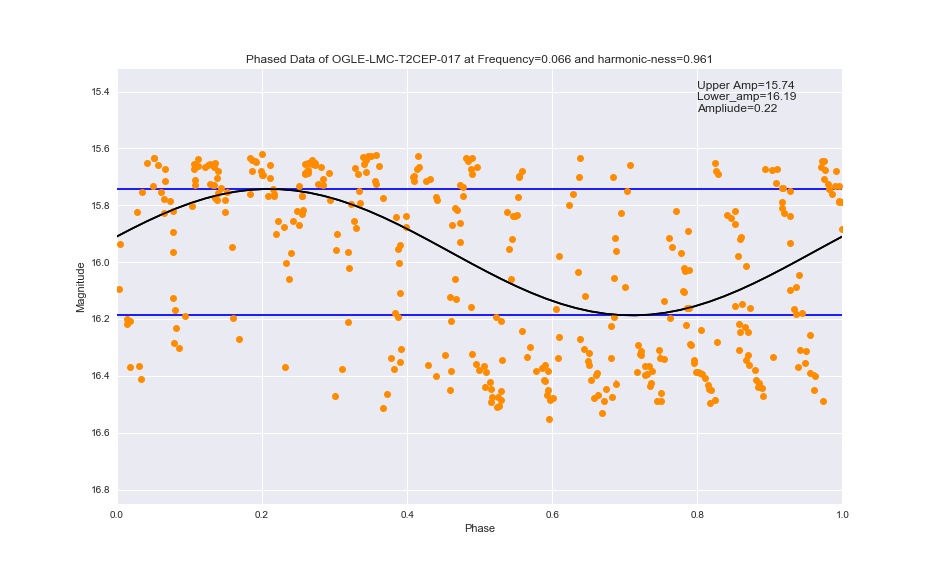 Phased Data of OGLE-LMC-T2CEP-017 at Frequency=0.066 and harmonic-ness=0.961
Upper Amp=15.74
Lower_amp=16.19
Ampliude=0.22
15.4
15.6
15.8
16.0
16.2
16.4
16.6
16.8
Magnitude
0.0 0.2 0.4 0.6 0.8 1.0
Phase